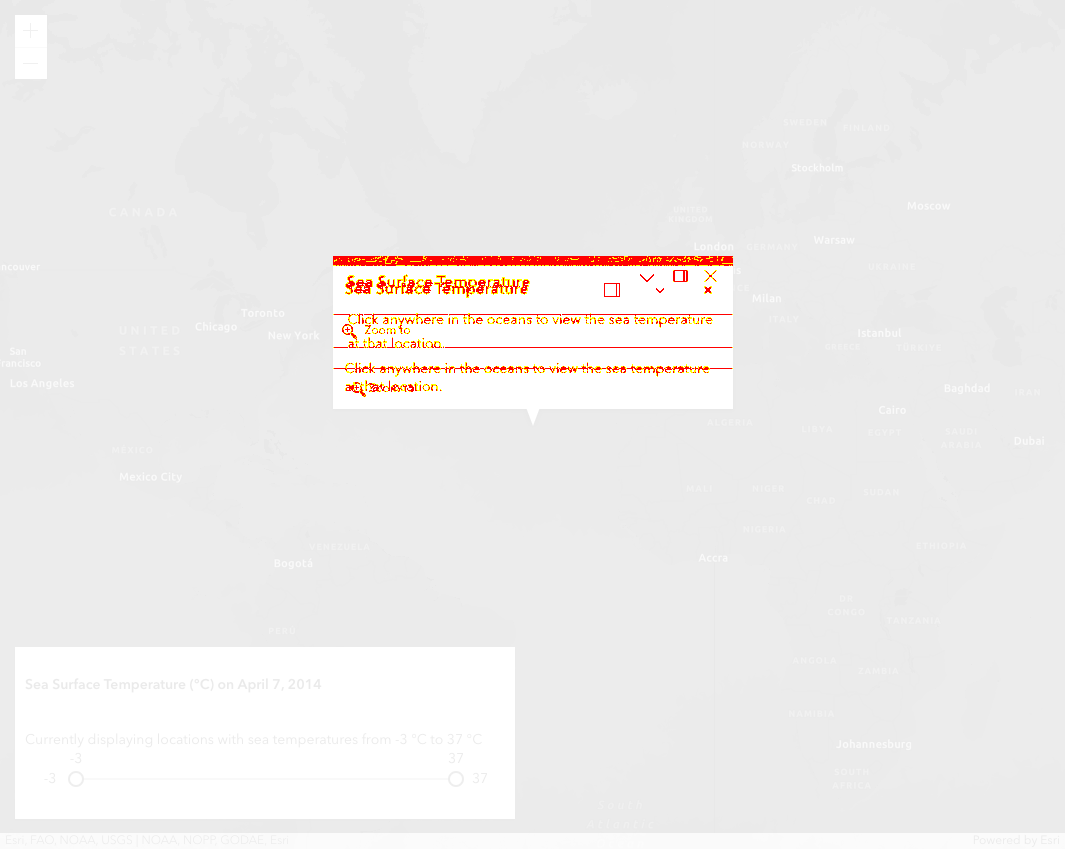 SWEDEN
FINLAND
NORWAY
Stockholm
CANADA
Moscow
UNITED
KINGDOM
London
GERMANY
Warsaw
ncouver
UKRAINE
Sea Surface Temperature
Sea Surface Temperature
Milan
Toronto
ITALY
Click anywhere in the oceans to view the sea temperature
at that location.
Zoom to
UNITED
STATES
Chicago
New York
Istanbul
GREECE
TÜRKIYE
San
rancisco
Los Angeles
Click anywhere in the oceans to view the sea temperature
at that location.
Zoom to
Baghdad
IRAN
Cairo
ALGERIA
LIBYA
EGYPT
SAUDI
ARABIA
Dubai
MÉXICO
Mexico City
MALI
NIGER
CHAD
SUDAN
NIGERIA
VENEZUELA
Bogotá
Accra
ETHIOPIA
DR
CONGO
TANZANIA
PERU
ANGOLA
ZAMBIA
Sea Surface Temperature (°C) on April 7, 2014
NAMIBIA
Currently displaying locations with sea temperatures from -3 °C to 37 °C
Johannesburg
-3
37
-3
37
SOUTH
AFRICA
Esri, FAO, NOAA, USGS | NOAA, NOPP, GODAE, Esri
Powered by Esri